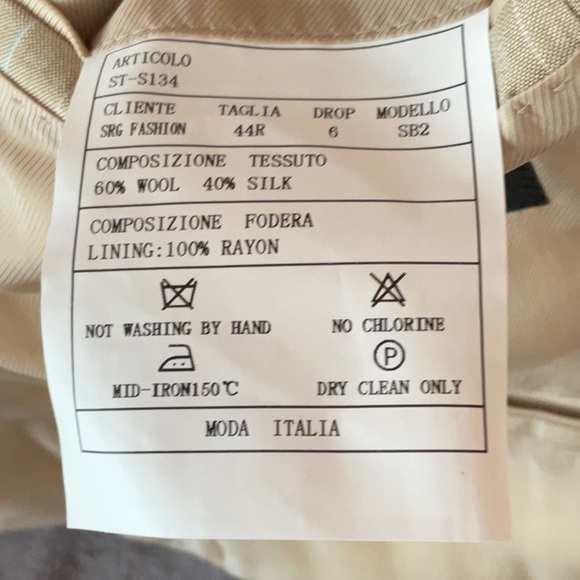 ARTICOLO
ST-S134
CLIENTE TAGLIA DROP MODELLO
SRG FASHION 44R 6 SB2
COMPOSIZIONE TESSUTO
60% WOOL 40% SILK
COMPOSIZIONE FODERA
LINING:100% RAYON
NOT WASHING BY HAND NO CHLORINE
P
MID-IRON150℃ DRY CLEAN ONLY
MODA ITALIA